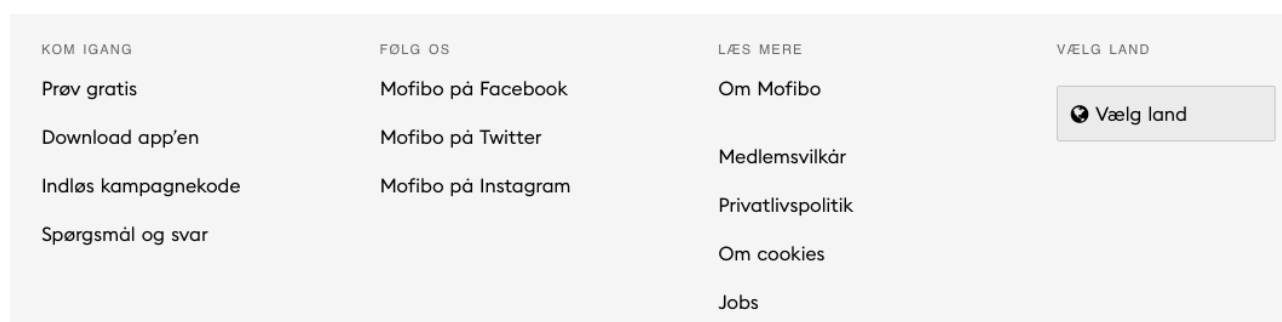 KOM IGANG
Prøv gratis
Download app'en
Indløs kampagnekode
Spørgsmål og svar
FØLG OS
Mofibo på Facebook
Mofibo på Twitter
Mofibo på Instagram
LÆS MERE
Om Mofibo
Medlemsvilkår
Privatlivspolitik
Om cookies
Jobs
VÆLG LAND
Vælg land